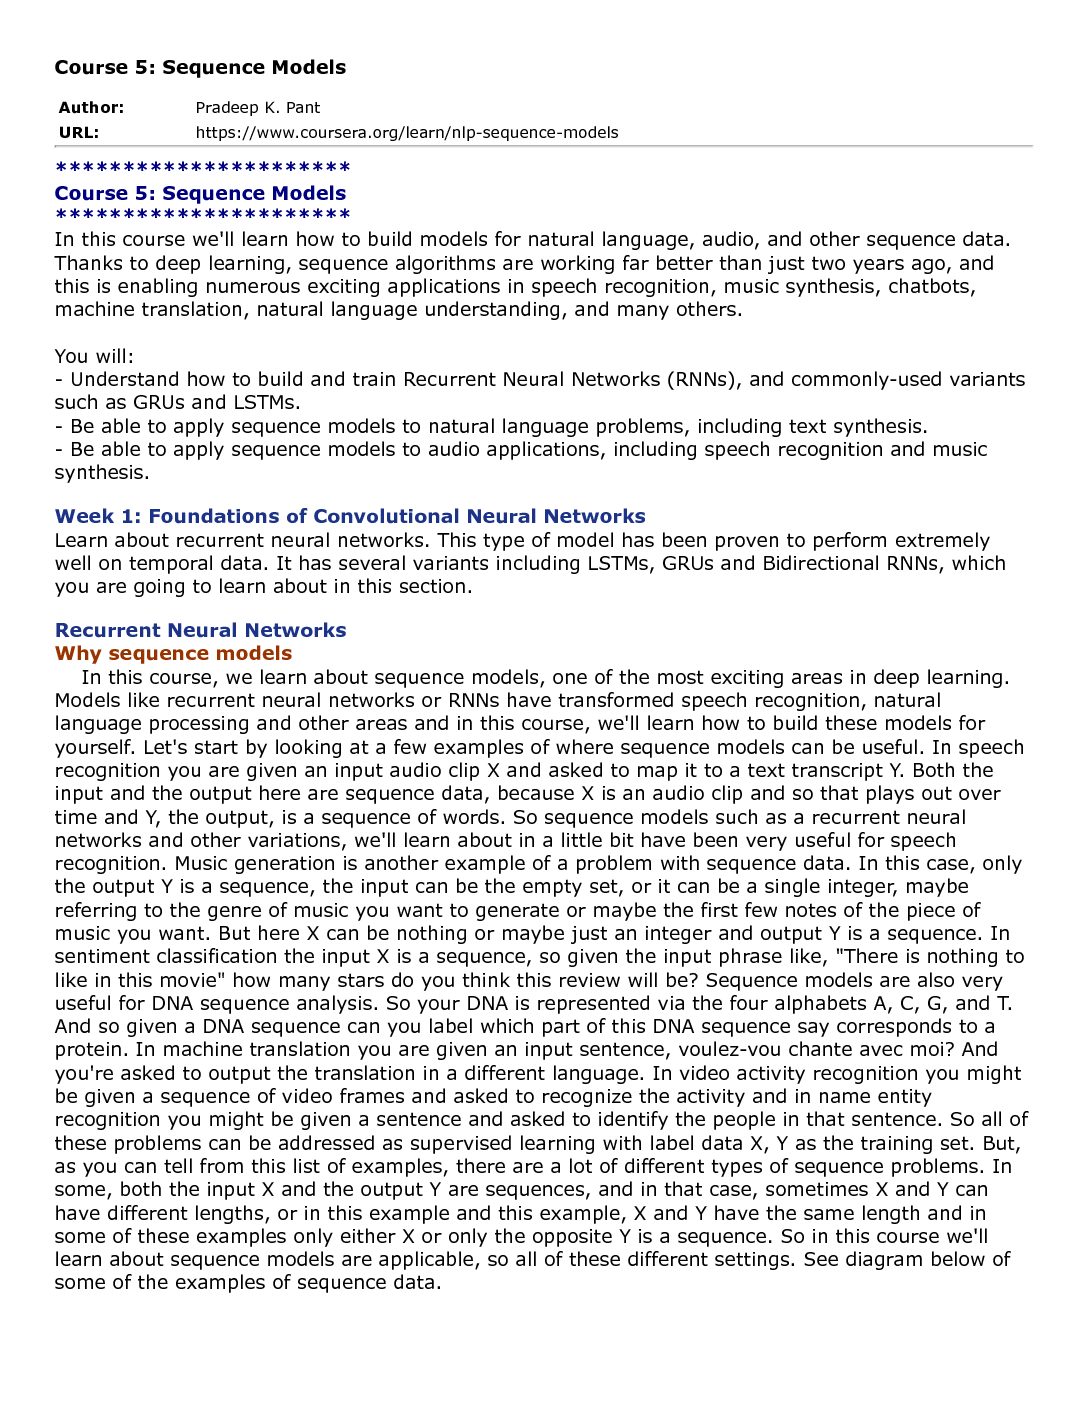 Course 5: Sequence Models
Author: Pradeep K. Pant
URL: https://www.coursera.org/learn/nlp-sequence-models
**********************
Course 5: Sequence Models
**********************
In this course we'll learn how to build models for natural language, audio, and other sequence data.
Thanks to deep learning, sequence algorithms are working far better than just two years ago, and
this is enabling numerous exciting applications in speech recognition, music synthesis, chatbots,
machine translation, natural language understanding, and many others.
You will:
- Understand how to build and train Recurrent Neural Networks (RNNs), and commonly-used variants
such as GRUs and LSTMs.
- Be able to apply sequence models to natural language problems, including text synthesis.
- Be able to apply sequence models to audio applications, including speech recognition and music
synthesis.
Week 1: Foundations of Convolutional Neural Networks
Learn about recurrent neural networks. This type of model has been proven to perform extremely
well on temporal data. It has several variants including LSTMs, GRUs and Bidirectional RNNs, which
you are going to learn about in this section.
Recurrent Neural Networks
Why sequence models
In this course, we learn about sequence models, one of the most exciting areas in deep learning.
Models like recurrent neural networks or RNNs have transformed speech recognition, natural
language processing and other areas and in this course, we'll learn how to build these models for
yourself. Let's start by looking at a few examples of where sequence models can be useful. In speech
recognition you are given an input audio clip X and asked to map it to a text transcript Y. Both the
input and the output here are sequence data, because X is an audio clip and so that plays out over
time and Y, the output, is a sequence of words. So sequence models such as a recurrent neural
networks and other variations, we'll learn about in a little bit have been very useful for speech
recognition. Music generation is another example of a problem with sequence data. In this case, only
the output Y is a sequence, the input can be the empty set, or it can be a single integer, maybe
referring to the genre of music you want to generate or maybe the first few notes of the piece of
music you want. But here X can be nothing or maybe just an integer and output Y is a sequence. In
sentiment classification the input X is a sequence, so given the input phrase like, "There is nothing to
like in this movie" how many stars do you think this review will be? Sequence models are also very
useful for DNA sequence analysis. So your DNA is represented via the four alphabets A, C, G, and T.
And so given a DNA sequence can you label which part of this DNA sequence say corresponds to a
protein. In machine translation you are given an input sentence, voulez-vou chante avec moi? And
you're asked to output the translation in a different language. In video activity recognition you might
be given a sequence of video frames and asked to recognize the activity and in name entity
recognition you might be given a sentence and asked to identify the people in that sentence. So all of
these problems can be addressed as supervised learning with label data X, Y as the training set. But,
as you can tell from this list of examples, there are a lot of different types of sequence problems. In
some, both the input X and the output Y are sequences, and in that case, sometimes X and Y can
have different lengths, or in this example and this example, X and Y have the same length and in
some of these examples only either X or only the opposite Y is a sequence. So in this course we'll
learn about sequence models are applicable, so all of these different settings. See diagram below of
some of the examples of sequence data.